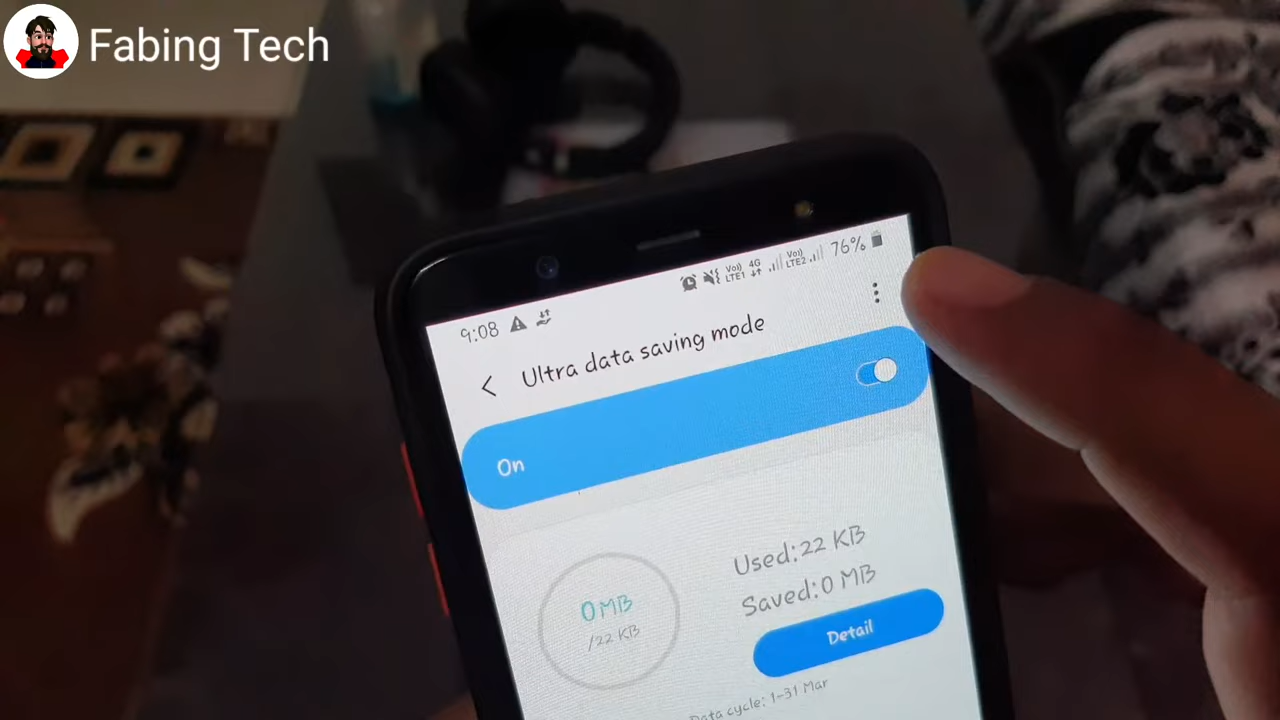 Fabing Tech
9:08 Vo)) LTE1 4G Vo)) LTE2 76%
Ultra data saving mode
On
0 MB
/22 KB
Used:22 KB
Saved:0 MB
Detail
Data cycle: 1-31 Mar